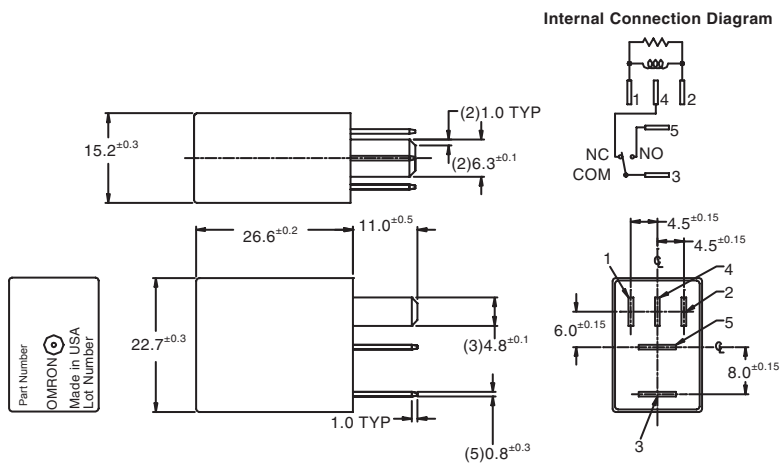 Internal Connection Diagram
1
4
2
5
NC
NO
COM
3
(2)1.0 TYP
15.2±0.3
(2)6.3±0.1
26.6±0.2
11.0±0.5
4.5±0.15
4.5±0.15
℄
1
4
2
6.0±0.15
5
℄
8.0±0.15
3
Part Number
OMRON
Made in USA
Lot Number
22.7±0.3
(3)4.8±0.1
1.0 TYP
(5)0.8±0.3